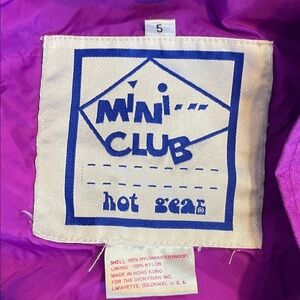 5
MiNi---
CLUB
hot gear®
SHELL: 100% NYLON(WATER PROOF)
LINING: 100% NYLON
MADE IN HONG KONG
FOR THE DIONYSIAN INC.
LAFAYETTE, COLORADO, U.S.A.